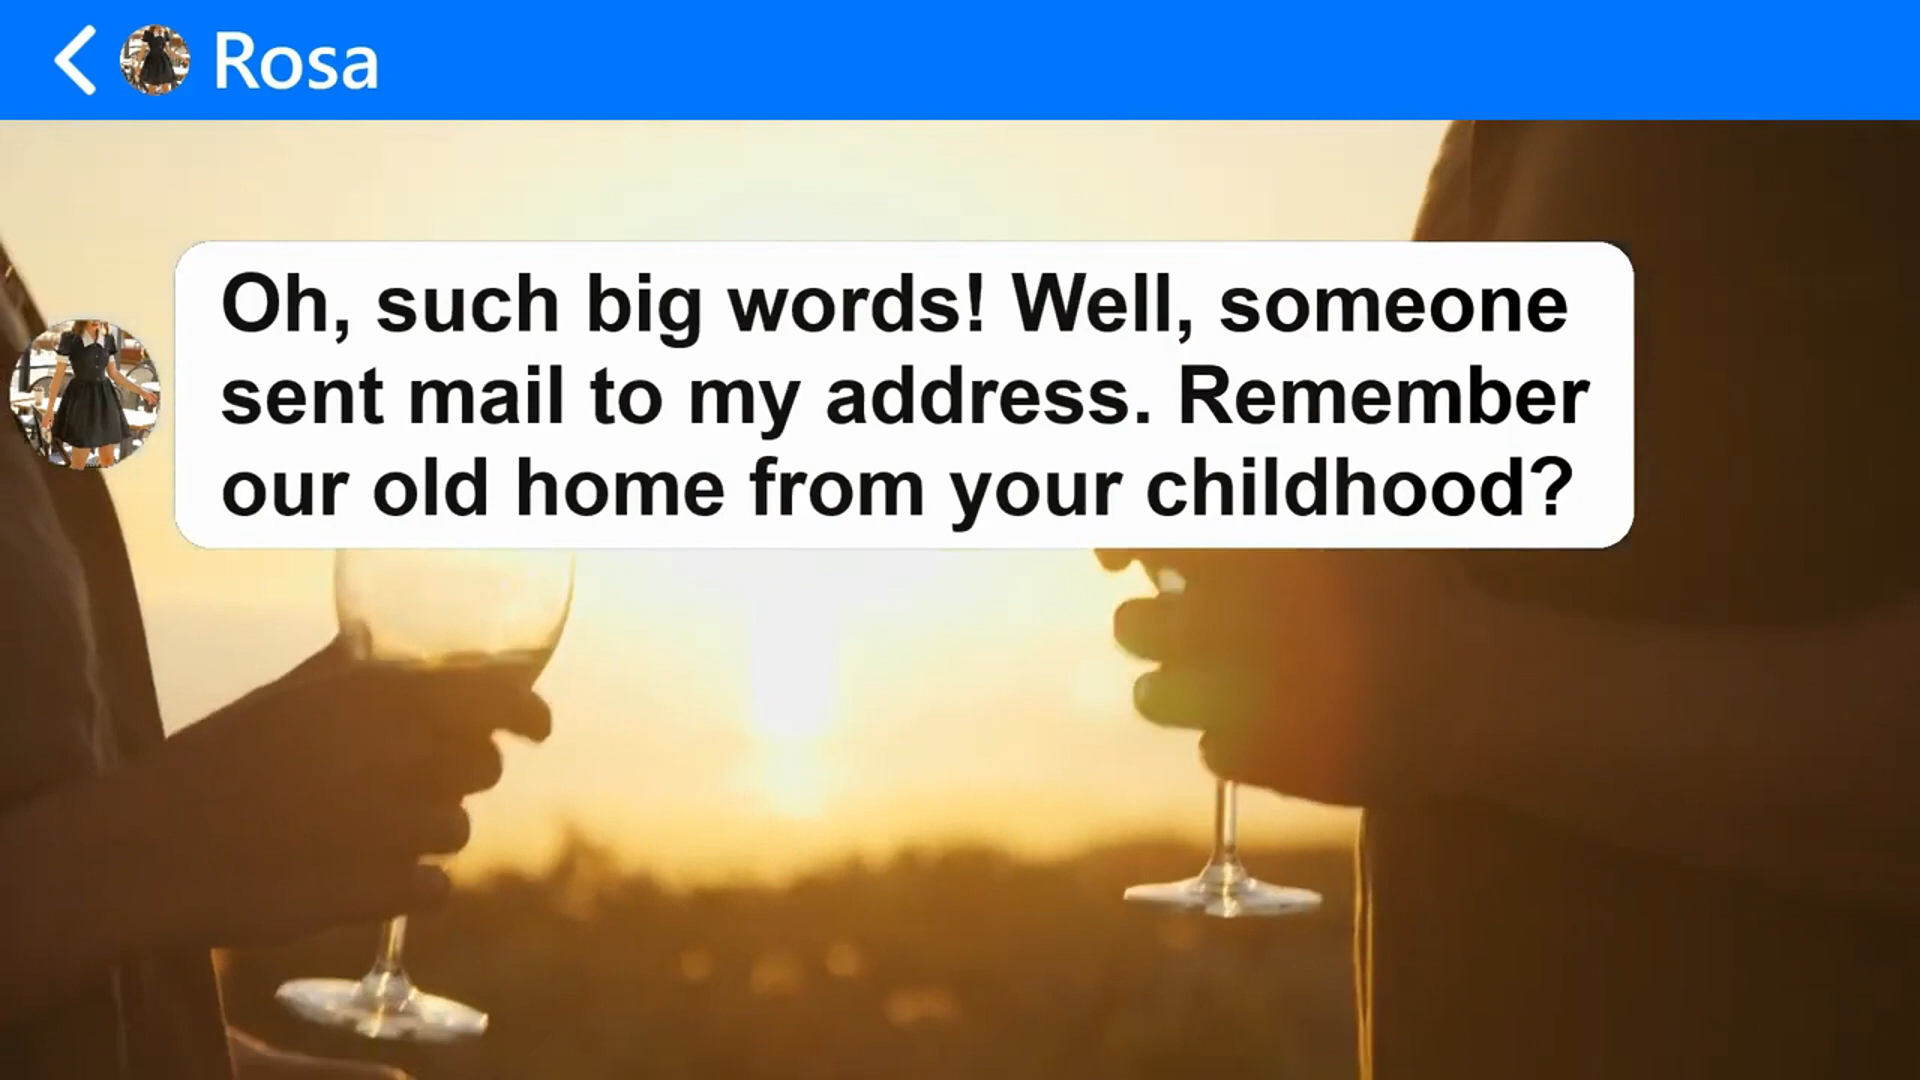 Rosa
Oh, such big words! Well, someone
sent mail to my address. Remember
our old home from your childhood?